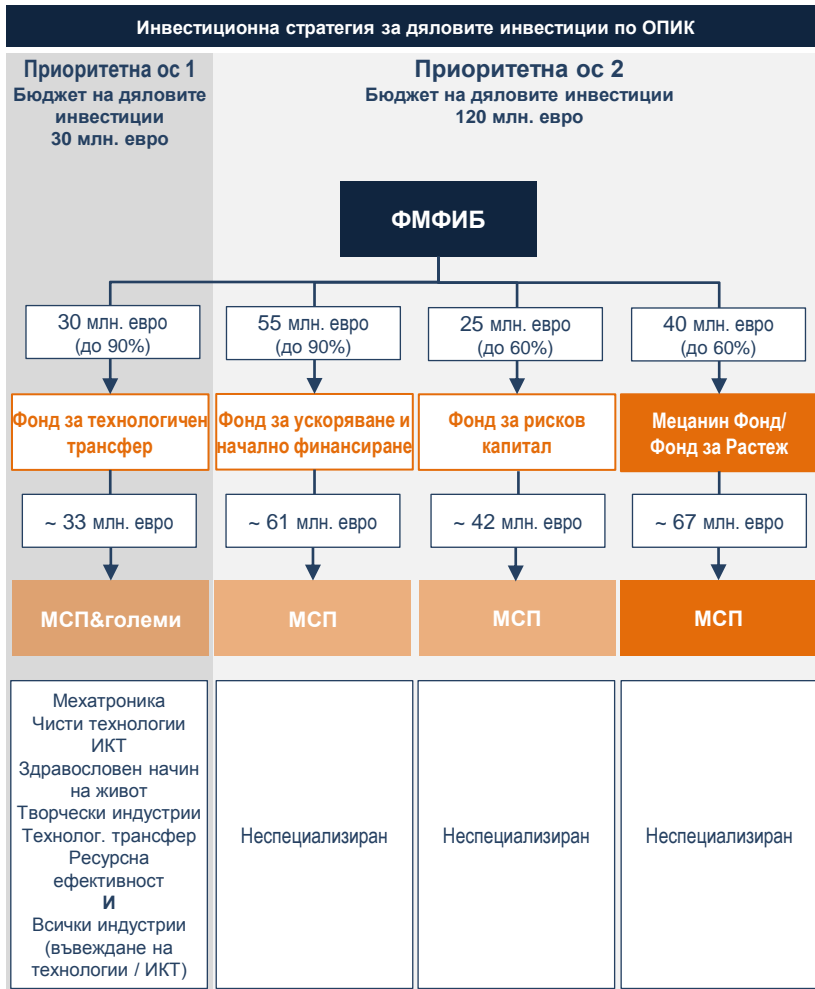 Инвестиционна стратегия за дяловите инвестиции по ОПИК
Приоритетна ос 1
Бюджет на дяловите
инвестиции
30 млн. евро
Приоритетна ос 2
Бюджет на дяловите инвестиции
120 млн. евро
ФМФИБ
30 млн. евро
(до 90%)
55 млн. евро
(до 90%)
25 млн. евро
(до 60%)
40 млн. евро
(до 60%)
Фонд за технологичен
трансфер
Фонд за ускоряване и
начално финансиране
Фонд за рисков
капитал
Мецанин Фонд/
Фонд за Растеж
~ 33 млн. евро
~ 61 млн. евро
~ 42 млн. евро
~ 67 млн. евро
МСП&големи
МСП
МСП
МСП
Мехатроника
Чисти технологии
ИКТ
Здравословен начин
на живот
Творчески индустрии
Технолог. трансфер
Ресурсна
ефективност
И
Всички индустрии
(въвеждане на
технологии / ИКТ)
Неспециализиран
Неспециализиран
Неспециализиран